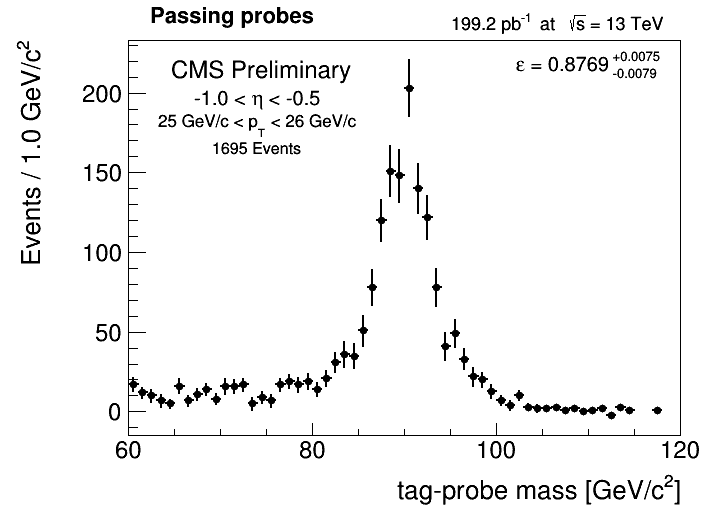 Passing probes
199.2 pb⁻¹ at √s = 13 TeV
CMS Preliminary
-1.0 < η < -0.5
25 GeV/c < p_T < 26 GeV/c
1695 Events
ε = 0.8769 +0.0075 -0.0079
Events / 1.0 GeV/c²
200
150
100
50
0
60 80 100 120
tag-probe mass [GeV/c²]